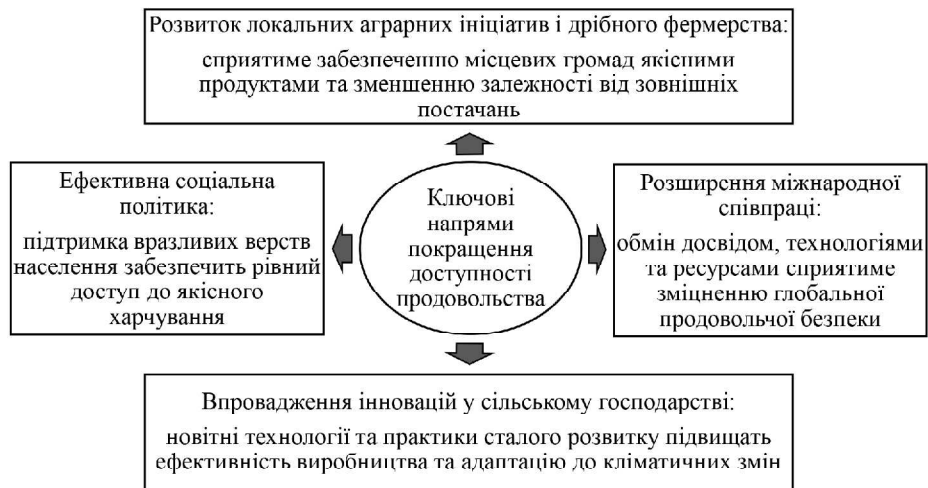 Розвиток локальних аграрних ініціатив і дрібного фермерства:
сприятиме забезпеченню місцевих громад якісними
продуктами та зменшенню залежності від зовнішніх
постачань
Ефективна соціальна
політика:
підтримка вразливих верств
населення забезпечить рівний
доступ до якісного
харчування
Ключові
напрями
покращення
доступності
продовольства
Розширення міжнародної
співпраці:
обмін досвідом, технологіями
та ресурсами сприятиме
зміцненню глобальної
продовольчої безпеки
Впровадження інновацій у сільському господарстві:
новітні технології та практики сталого розвитку підвищать
ефективність виробництва та адаптацію до кліматичних змін